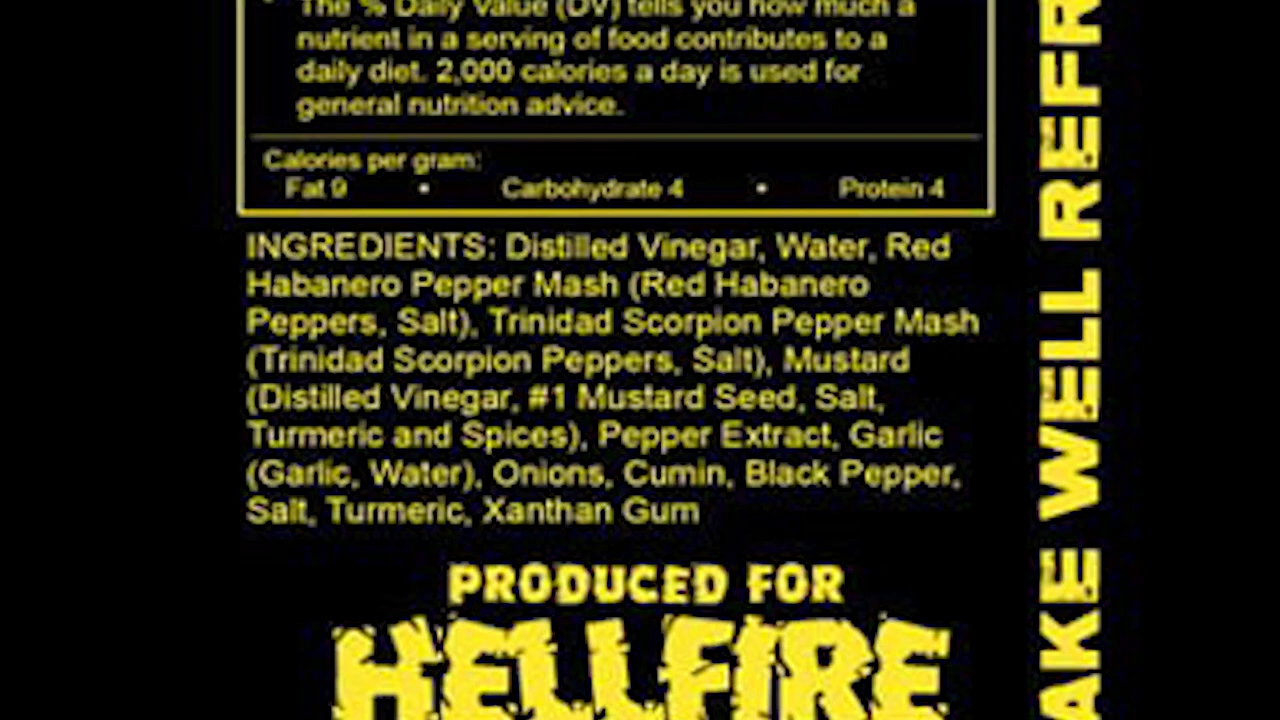 * The % Daily Value (DV) tells you how much a
nutrient in a serving of food contributes to a
daily diet. 2,000 calories a day is used for
general nutrition advice.
Calories per gram:
Fat 9 • Carbohydrate 4 • Protein 4
INGREDIENTS: Distilled Vinegar, Water, Red
Habanero Pepper Mash (Red Habanero
Peppers, Salt), Trinidad Scorpion Pepper Mash
(Trinidad Scorpion Peppers, Salt), Mustard
(Distilled Vinegar, #1 Mustard Seed, Salt,
Turmeric and Spices), Pepper Extract, Garlic
(Garlic, Water), Onions, Cumin, Black Pepper,
Salt, Turmeric, Xanthan Gum
PRODUCED FOR
HELLFIRE
WELL